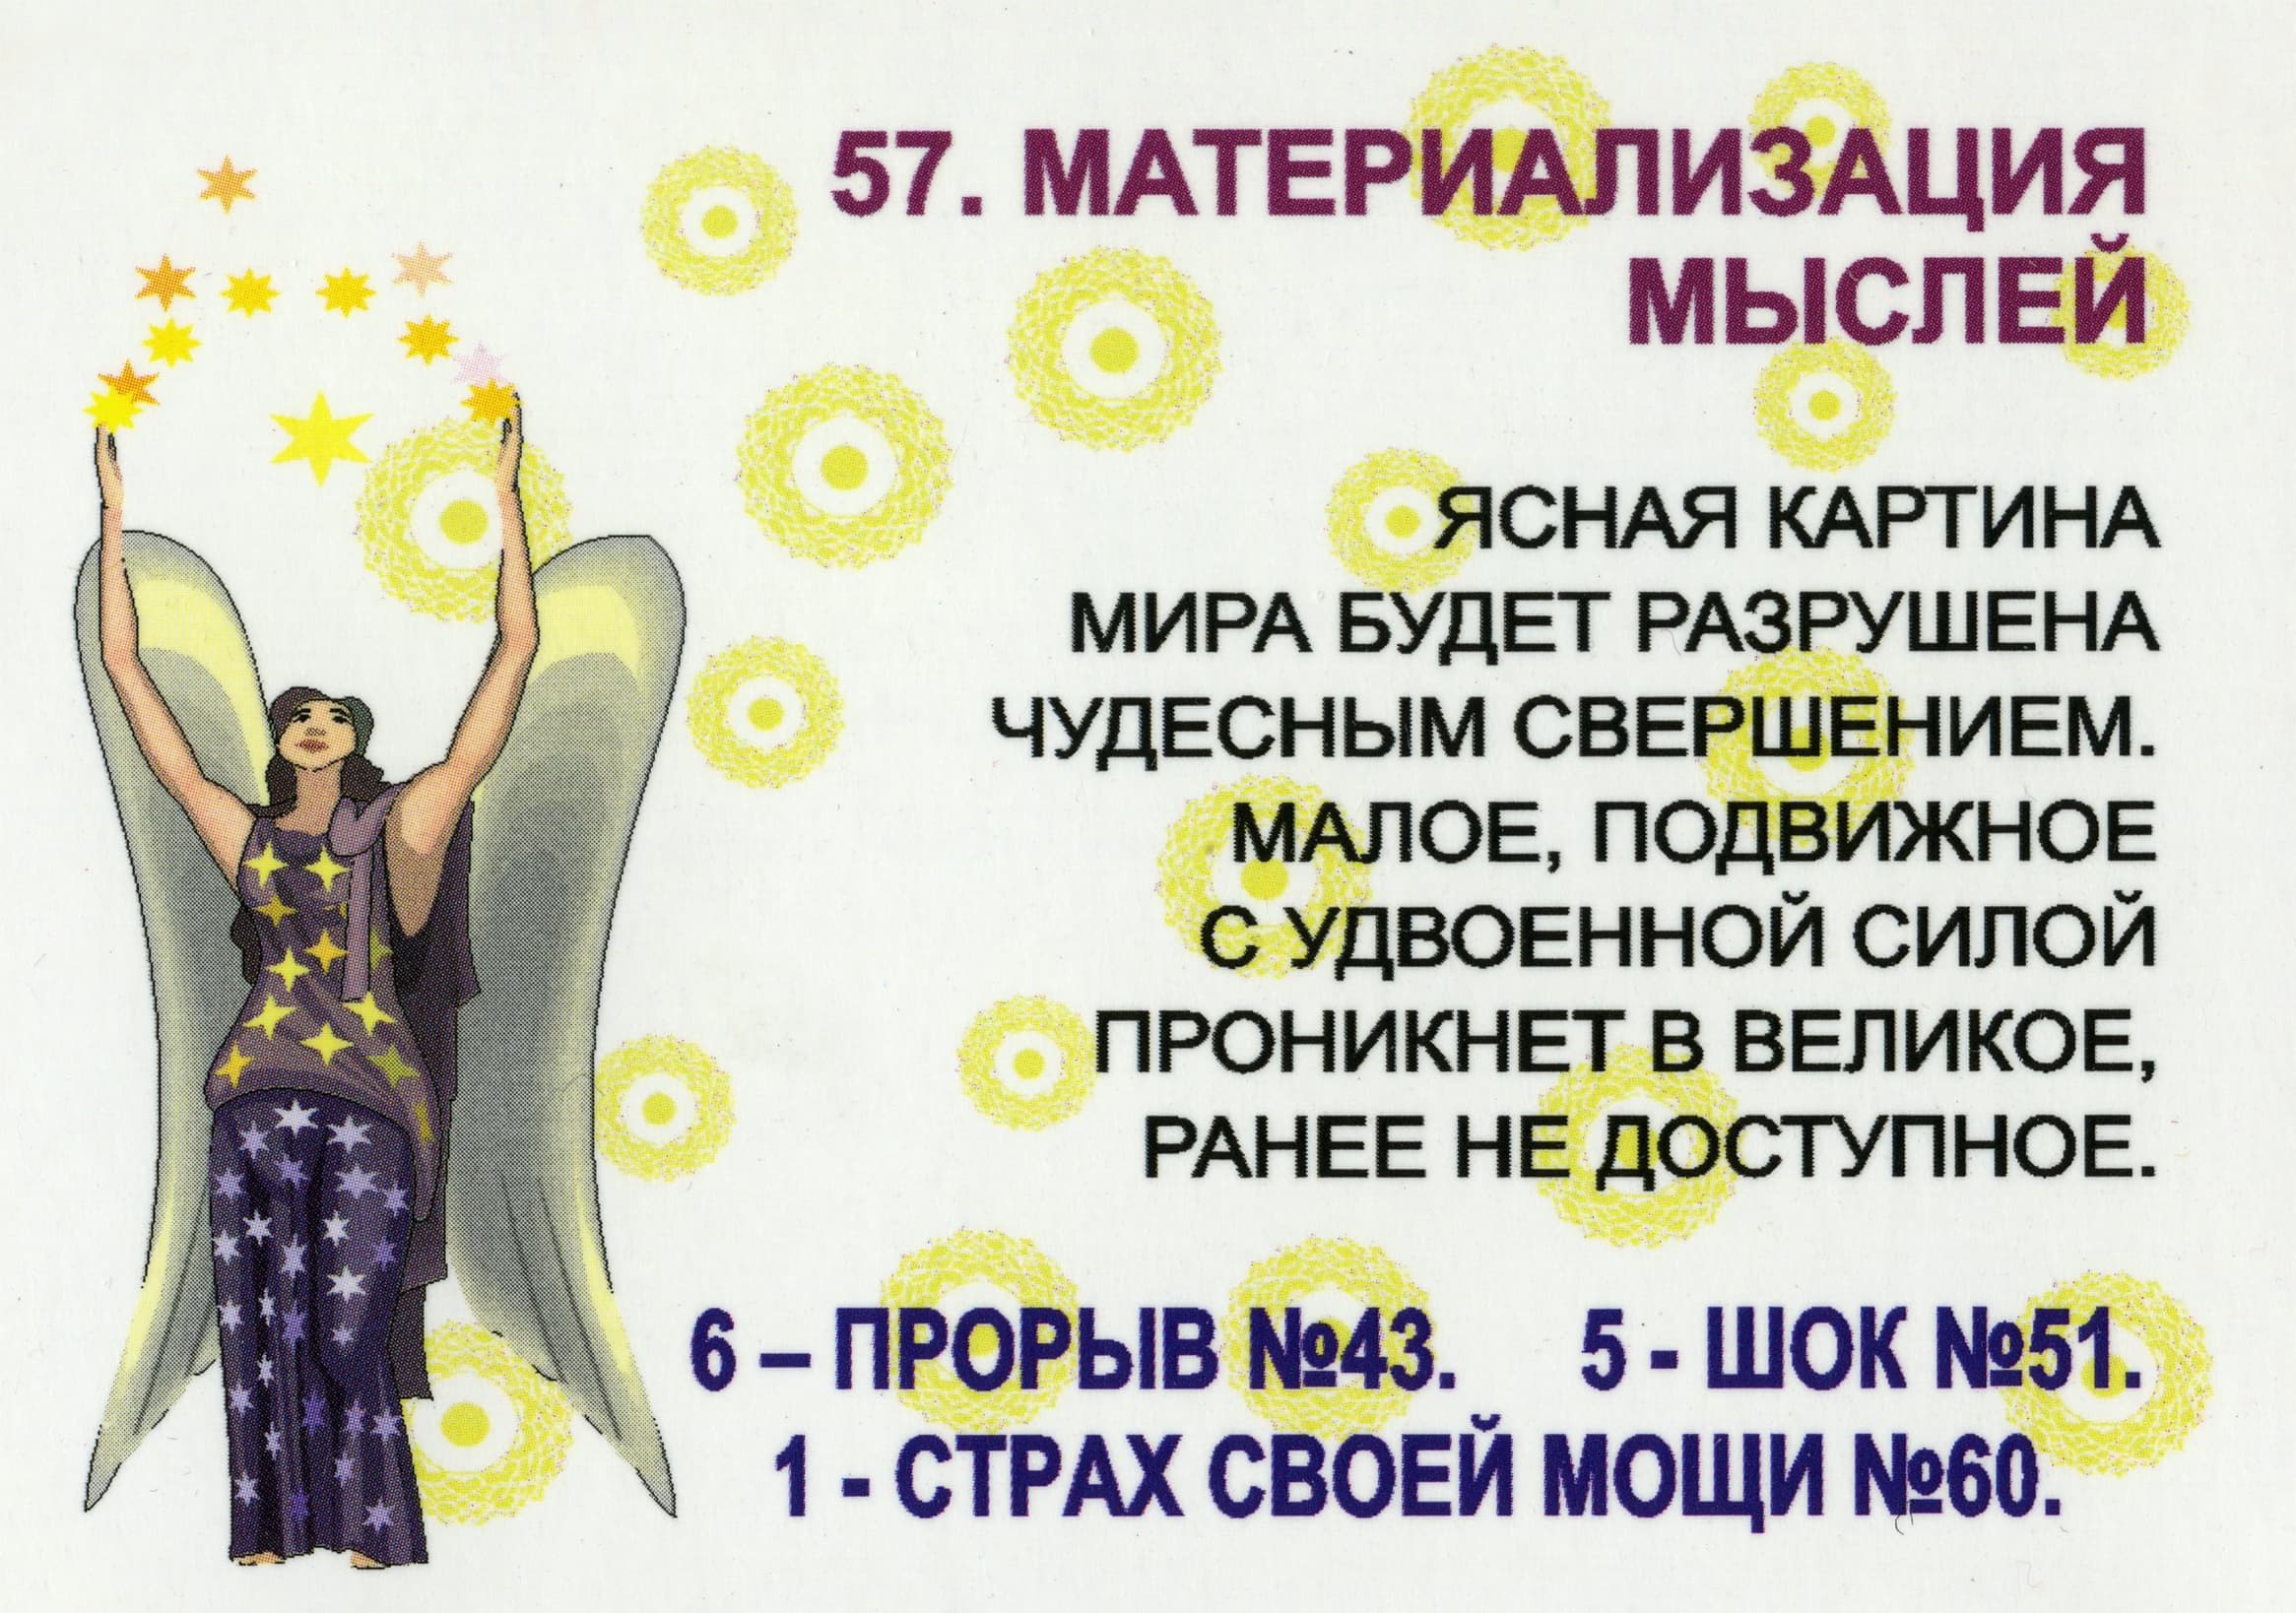 57. МАТЕРИАЛИЗАЦИЯ
МЫСЛЕЙ
ЯСНАЯ КАРТИНА
МИРА БУДЕТ РАЗРУШЕНА
ЧУДЕСНЫМ СВЕРШЕНИЕМ.
МАЛОЕ, ПОДВИЖНОЕ
С УДВОЕННОЙ СИЛОЙ
ПРОНИКНЕТ В ВЕЛИКОЕ,
РАНЕЕ НЕ ДОСТУПНОЕ.
6 – ПРОРЫВ №43. 5 - ШОК №51.
1 - СТРАХ СВОЕЙ МОЩИ №60.